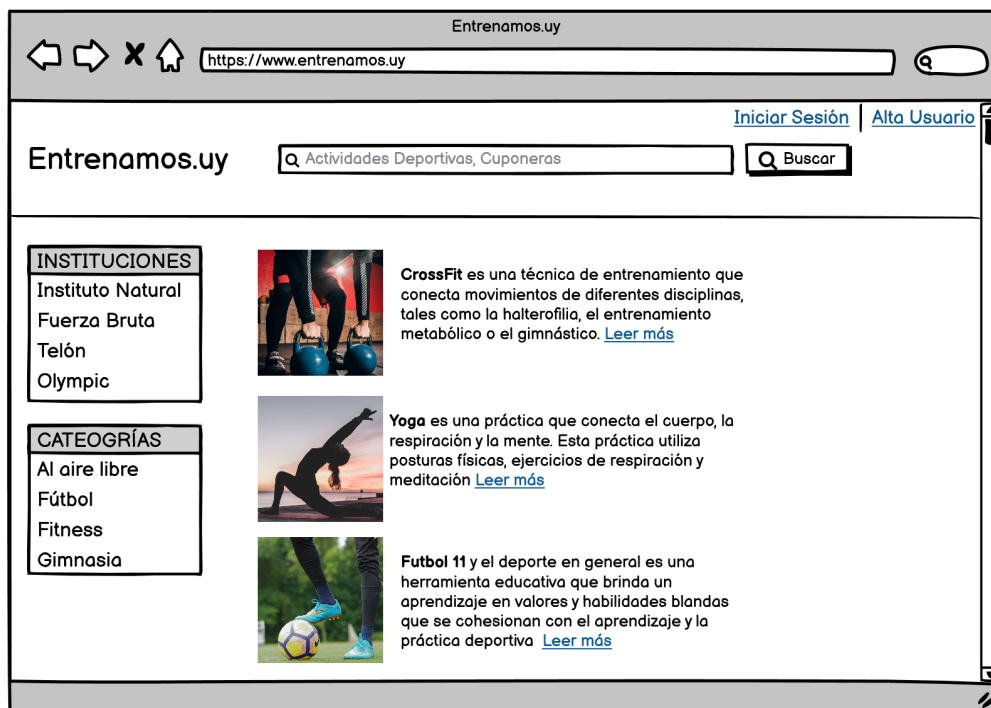 Entrenamos.uy
https://www.entrenamos.uy
Iniciar Sesión | Alta Usuario
Entrenamos.uy
Actividades Deportivas, Cuponeras
Buscar
INSTITUCIONES
Instituto Natural
Fuerza Bruta
Telón
Olympic
CATEOGRÍAS
Al aire libre
Fútbol
Fitness
Gimnasia
CrossFit es una técnica de entrenamiento que
conecta movimientos de diferentes disciplinas,
tales como la halterofilia, el entrenamiento
metabólico o el gimnástico. Leer más
Yoga es una práctica que conecta el cuerpo, la
respiración y la mente. Esta práctica utiliza
posturas físicas, ejercicios de respiración y
meditación Leer más
Futbol 11 y el deporte en general es una
herramienta educativa que brinda un
aprendizaje en valores y habilidades blandas
que se cohesionan con el aprendizaje y la
práctica deportiva Leer más